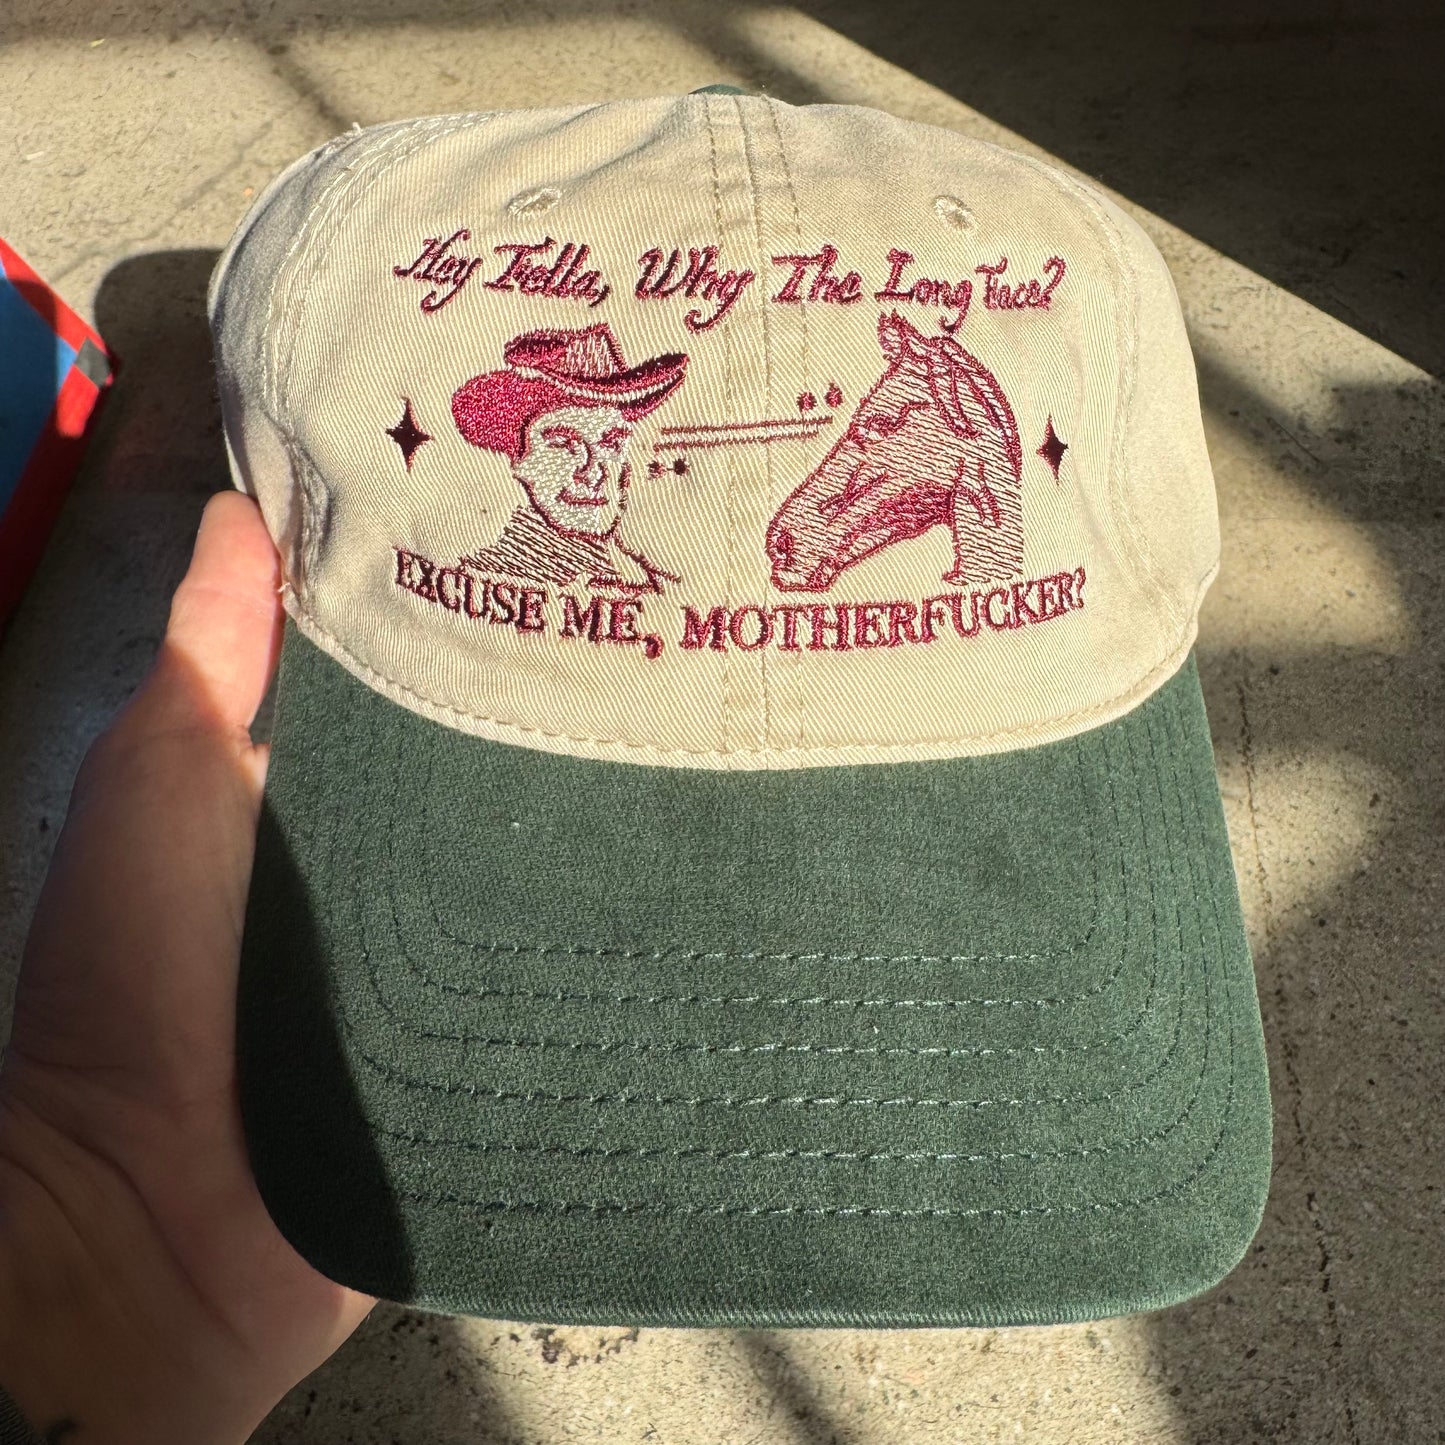 Hey Fella, Why The Long Face?
EXCUSE ME, MOTHERFUCKER?